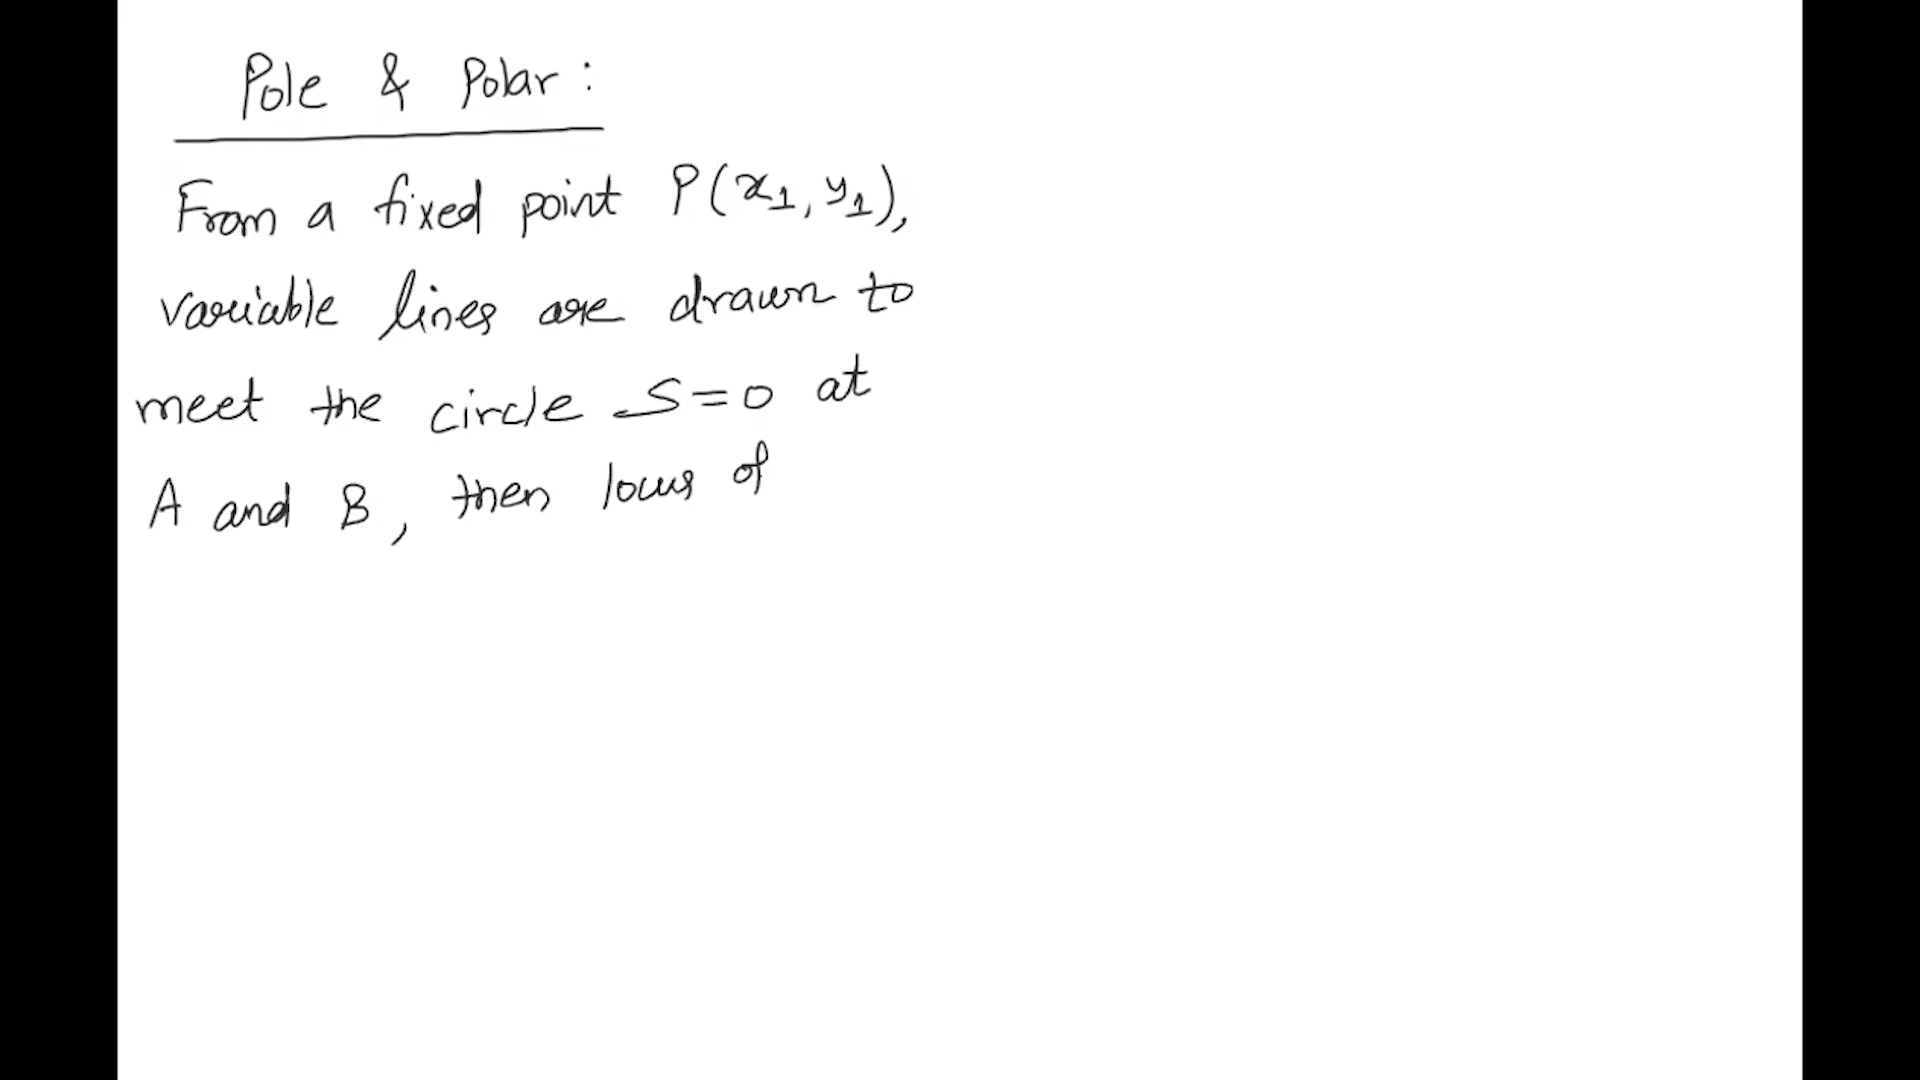 Pole & Polar :
From a fixed point P(x₁, y₁),
variable lines are drawn to
meet the circle S=0 at
A and B, then locus of